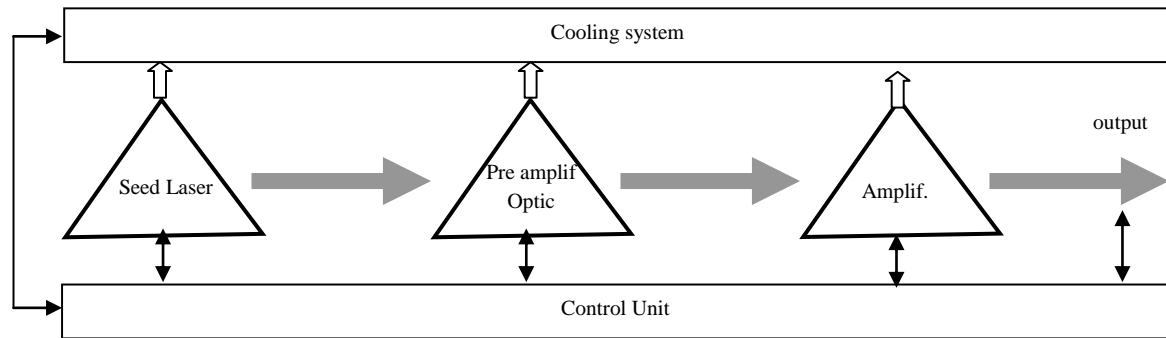 Cooling system
output
Seed Laser
Pre amplif
Optic
Amplif.
Control Unit